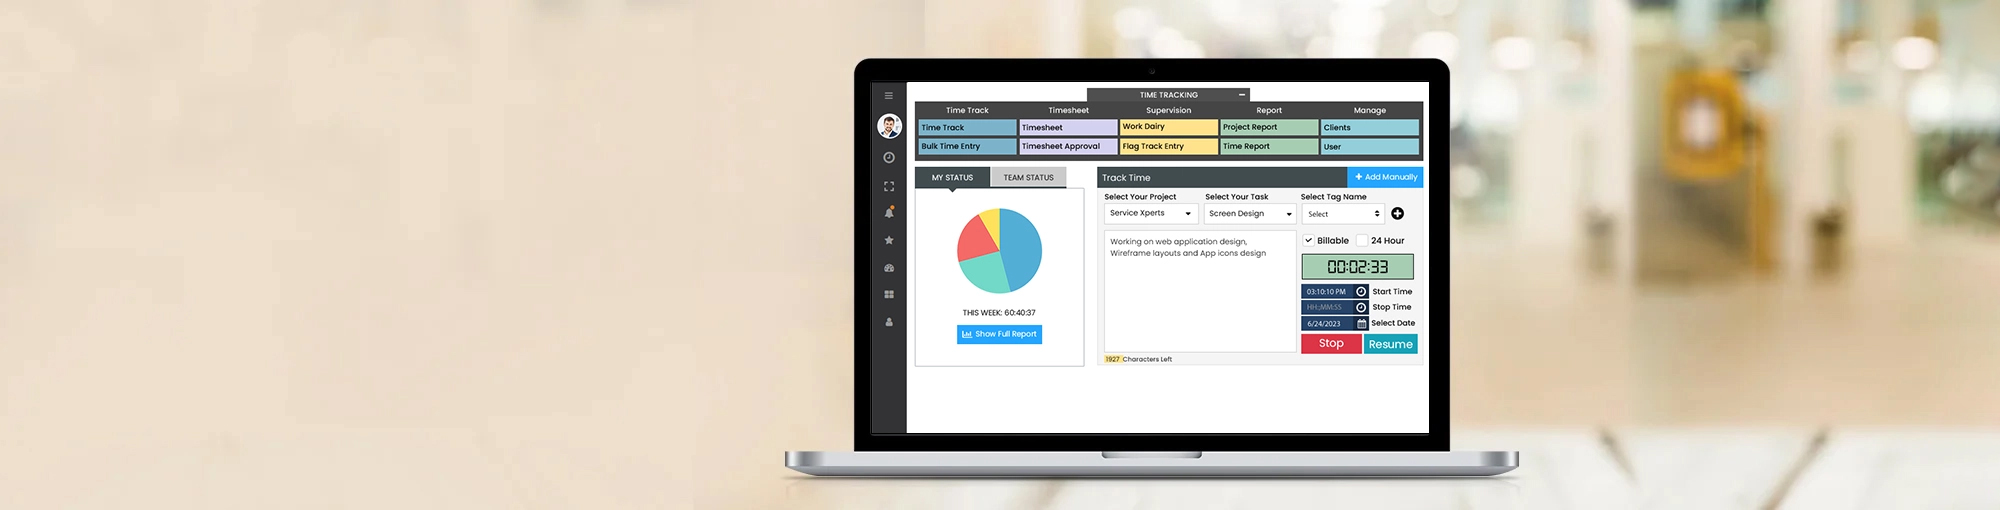 TIME TRACKING
Time Track Timesheet Supervision Report Manage
Time Track Timesheet Work Dairy Project Report Clients
Bulk Time Entry Timesheet Approval Flag Track Entry Time Report User
MY STATUS TEAM STATUS
THIS WEEK: 60:40:37
Show Full Report
Track Time + Add Manually
Select Your Project Select Your Task Select Tag Name
Service Xperts Screen Design Select
Working on web application design,
Wireframe layouts and App icons design
1927 Characters Left
Billable 24 Hour
00:02:33
03:10:10 PM Start Time
HH:MM:SS Stop Time
6/24/2023 Select Date
Stop Resume